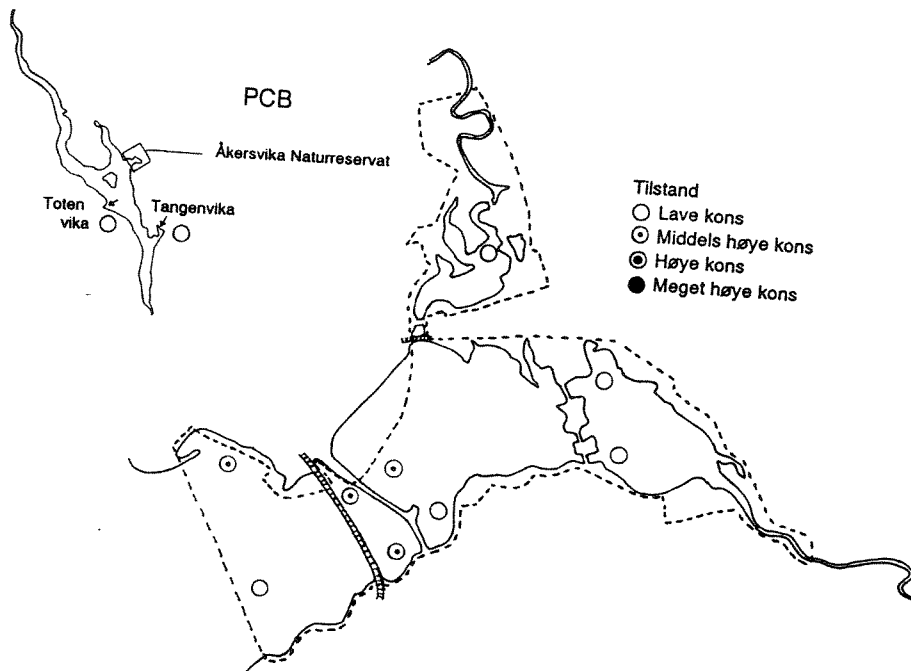 PCB
Åkersvika Naturreservat
Toten
vika
Tangenvika
Tilstand
Lave kons
Middels høye kons
Høye kons
Meget høye kons